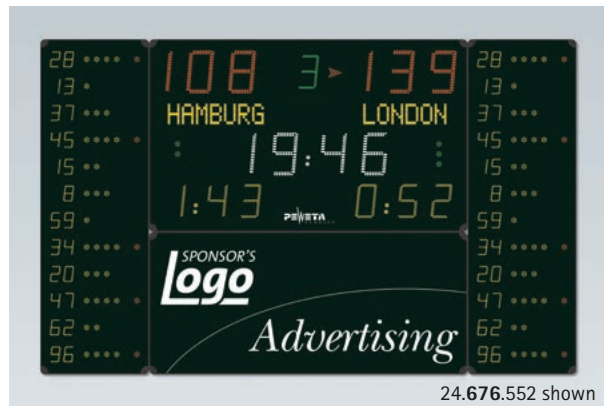 28 108 3 139 28
13 13
37 HAMBURG LONDON 37
45 19:46 45
15 15
8 1:43 0:52 8
59 PEWETA 59
34 SPONSOR'S 34
20 Logo 20
47 47
62 Advertising 62
96 96
24.676.552 shown